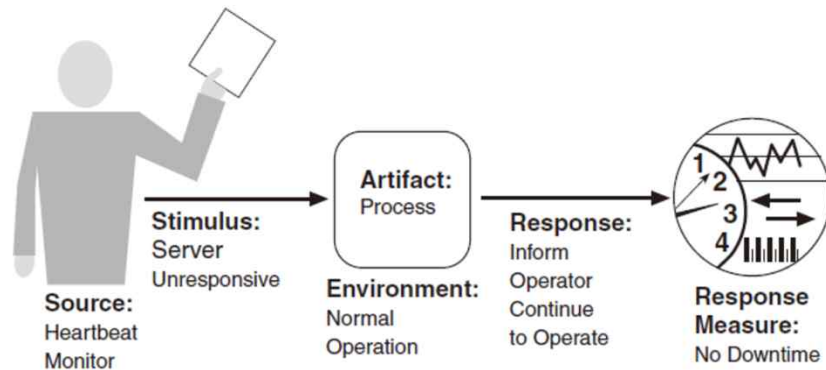 Source:
Heartbeat
Monitor
Stimulus:
Server
Unresponsive
Artifact:
Process
Environment:
Normal
Operation
Response:
Inform
Operator
Continue
to Operate
1
2
3
4
Response
Measure:
No Downtime